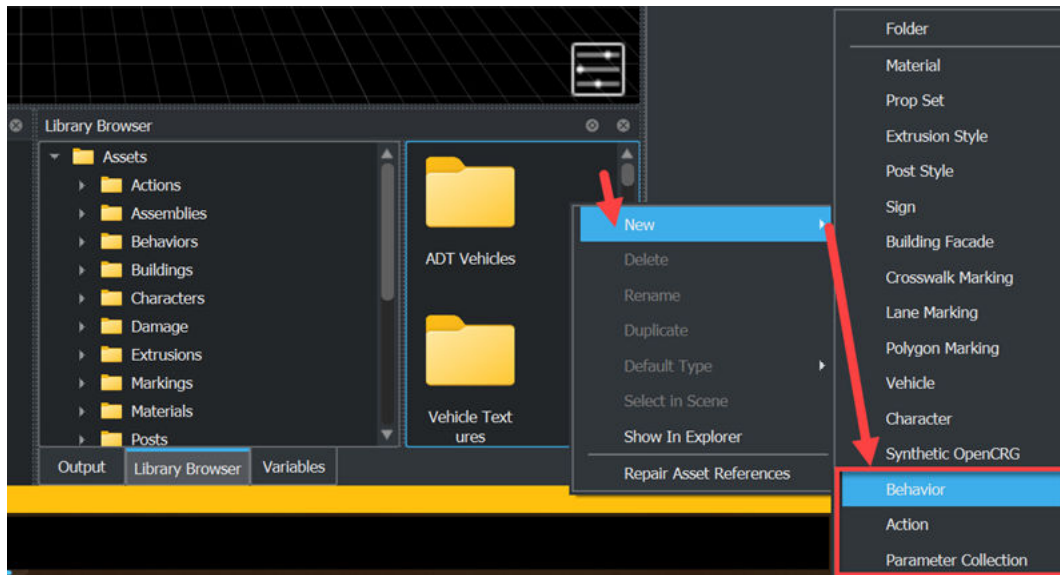 Library Browser
Assets
Actions
Assemblies
Behaviors
Buildings
Characters
Damage
Extrusions
Markings
Materials
Posts
Output
Library Browser
Variables
ADT Vehicles
Vehicle Text
ures
New
Delete
Rename
Duplicate
Default Type
Select in Scene
Show In Explorer
Repair Asset References
Folder
Material
Prop Set
Extrusion Style
Post Style
Sign
Building Facade
Crosswalk Marking
Lane Marking
Polygon Marking
Vehicle
Character
Synthetic OpenCRG
Behavior
Action
Parameter Collection